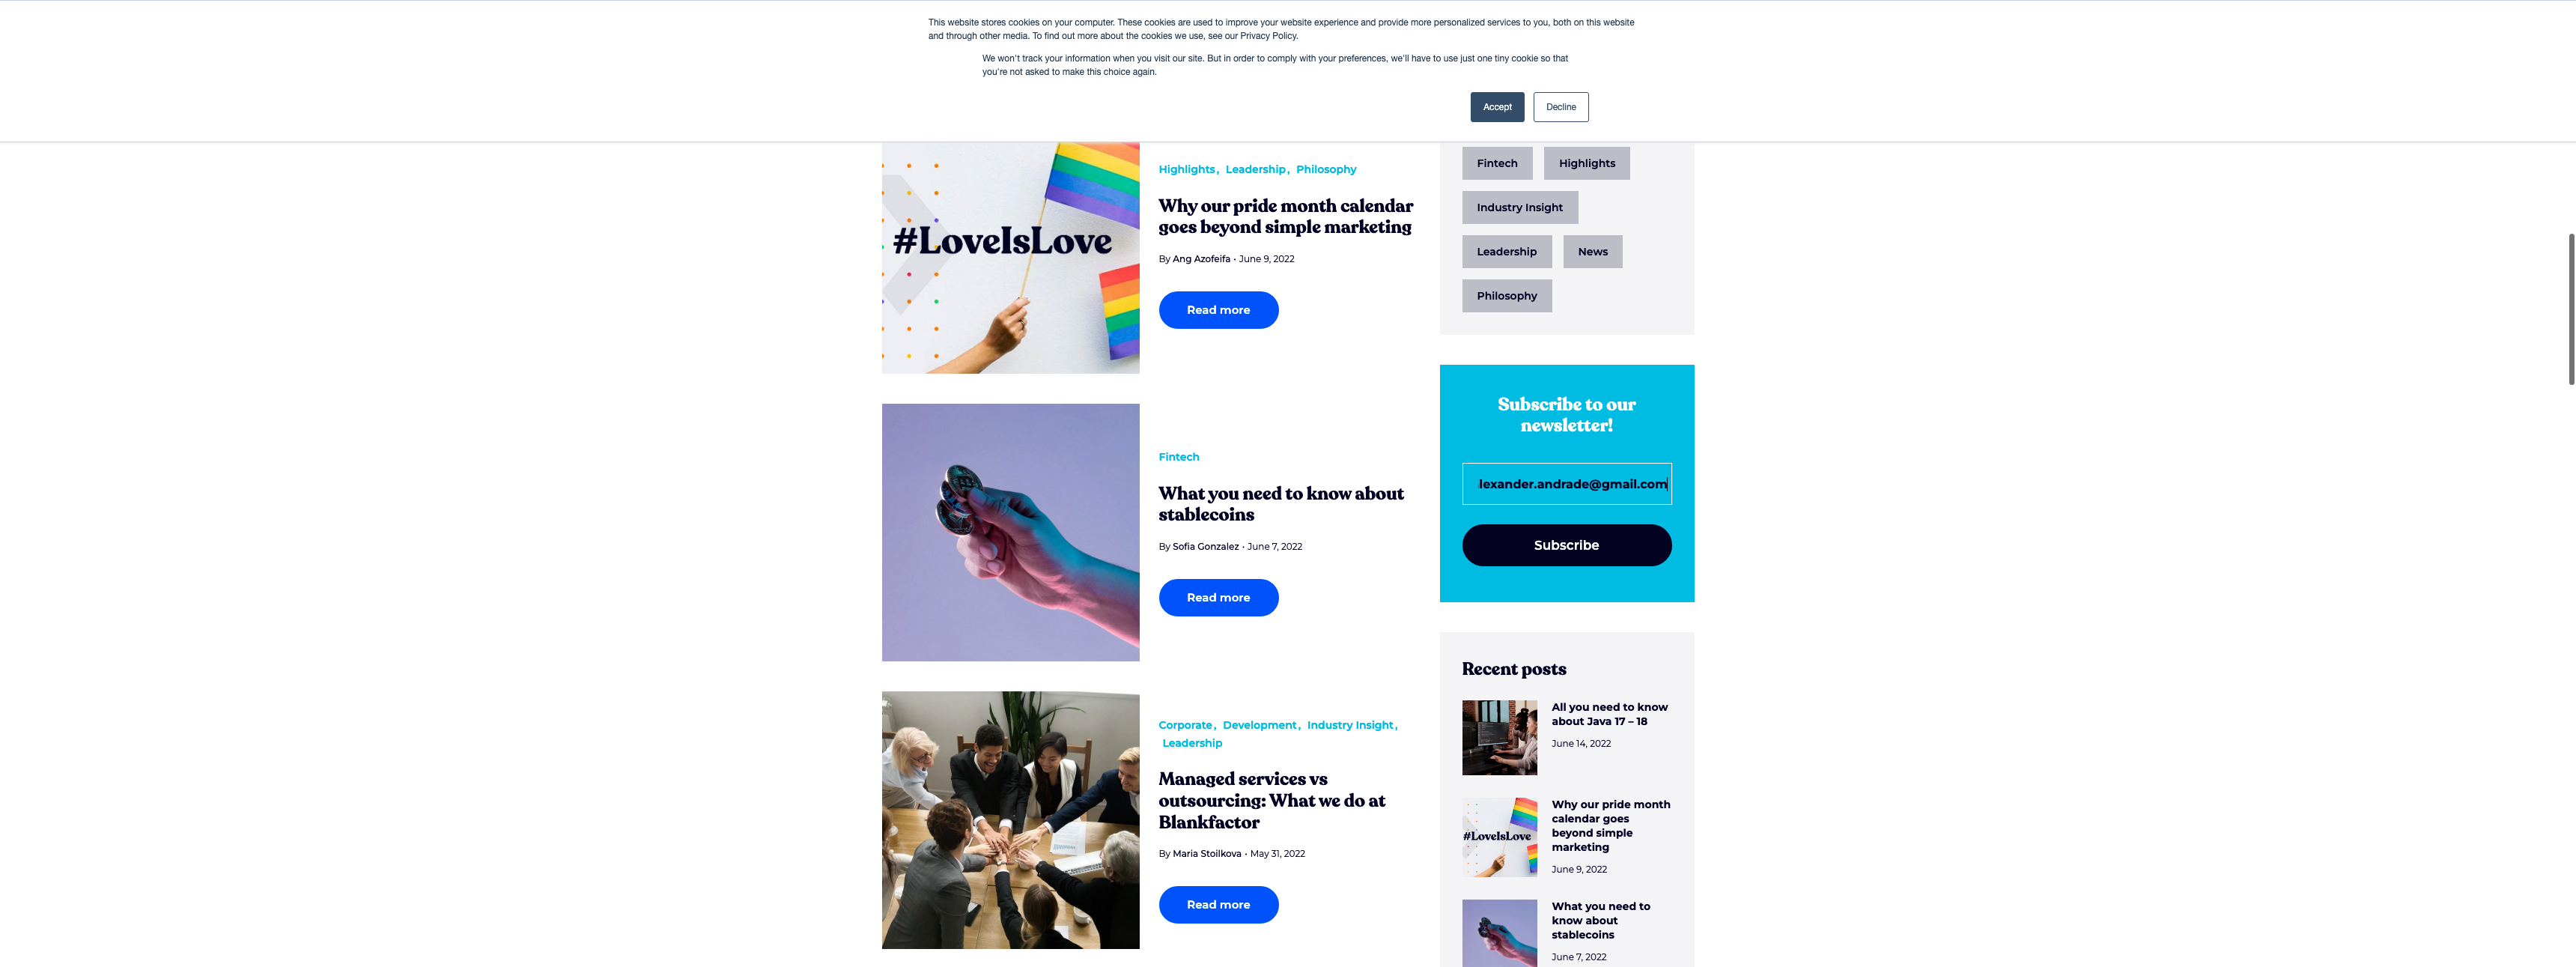 This website stores cookies on your computer. These cookies are used to improve your website experience and provide more personalized services to you, both on this website
and through other media. To find out more about the cookies we use, see our Privacy Policy.
We won't track your information when you visit our site. But in order to comply with your preferences, we'll have to use just one tiny cookie so that
you're not asked to make this choice again.
Accept
Decline
#LoveIsLove
Highlights, Leadership, Philosophy
Why our pride month calendar
goes beyond simple marketing
By Ang Azofeifa • June 9, 2022
Read more
Fintech
What you need to know about
stablecoins
By Sofia Gonzalez • June 7, 2022
Read more
Corporate, Development, Industry Insight,
Leadership
Managed services vs
outsourcing: What we do at
Blankfactor
By Maria Stoilkova • May 31, 2022
Read more
Fintech
Highlights
Industry Insight
Leadership
News
Philosophy
Subscribe to our
newsletter!
lexander.andrade@gmail.com
Subscribe
Recent posts
All you need to know
about Java 17 – 18
June 14, 2022
#LoveIsLove
Why our pride month
calendar goes
beyond simple
marketing
June 9, 2022
What you need to
know about
stablecoins
June 7, 2022